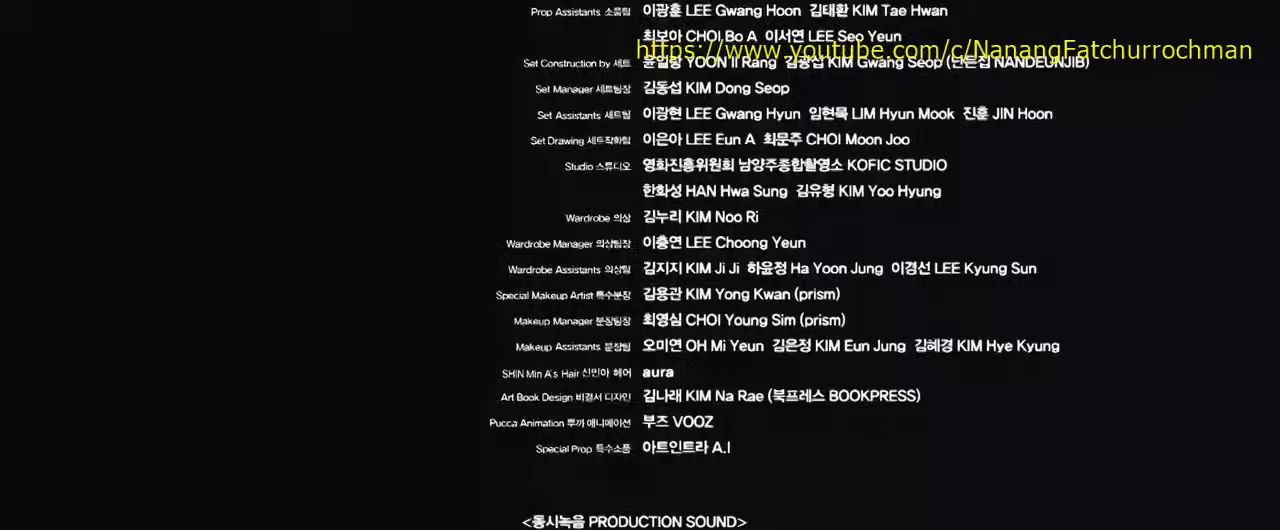 Prop Assistants 소품팀 이광훈 LEE Gwang Hoon 김태환 KIM Tae Hwan
최보아 CHOI Bo A 이서연 LEE Seo Yeun
https://www.youtube.com/c/NanangFatchurrochman
Set Construction by 세트 윤일랑 YOON Il Rang 김광섭 KIM Gwang Seop (난든집 NANDEUNJIB)
Set Manager 세트팀장 김동섭 KIM Dong Seop
Set Assistants 세트팀 이광현 LEE Gwang Hyun 임현묵 LIM Hyun Mook 진훈 JIN Hoon
Set Drawing 세트작화팀 이은아 LEE Eun A 최문주 CHOI Moon Joo
Studio 스튜디오 영화진흥위원회 남양주종합촬영소 KOFIC STUDIO
한화성 HAN Hwa Sung 김유형 KIM Yoo Hyung
Wardrobe 의상 김누리 KIM Noo Ri
Wardrobe Manager 의상팀장 이충연 LEE Choong Yeun
Wardrobe Assistants 의상팀 김지지 KIM Ji Ji 하윤정 Ha Yoon Jung 이경선 LEE Kyung Sun
Special Makeup Artist 특수분장 김용관 KIM Yong Kwan (prism)
Makeup Manager 분장팀장 최영심 CHOI Young Sim (prism)
Makeup Assistants 분장팀 오미연 OH Mi Yeun 김은정 KIM Eun Jung 김혜경 KIM Hye Kyung
SHIN Min A's Hair 신민아 헤어 aura
Art Book Design 비결서 디자인 김나래 KIM Na Rae (북프레스 BOOKPRESS)
Pucca Animation 뿌까 애니메이션 부즈 VOOZ
Special Prop 특수소품 아트인트라 A.I
<동시녹음 PRODUCTION SOUND>